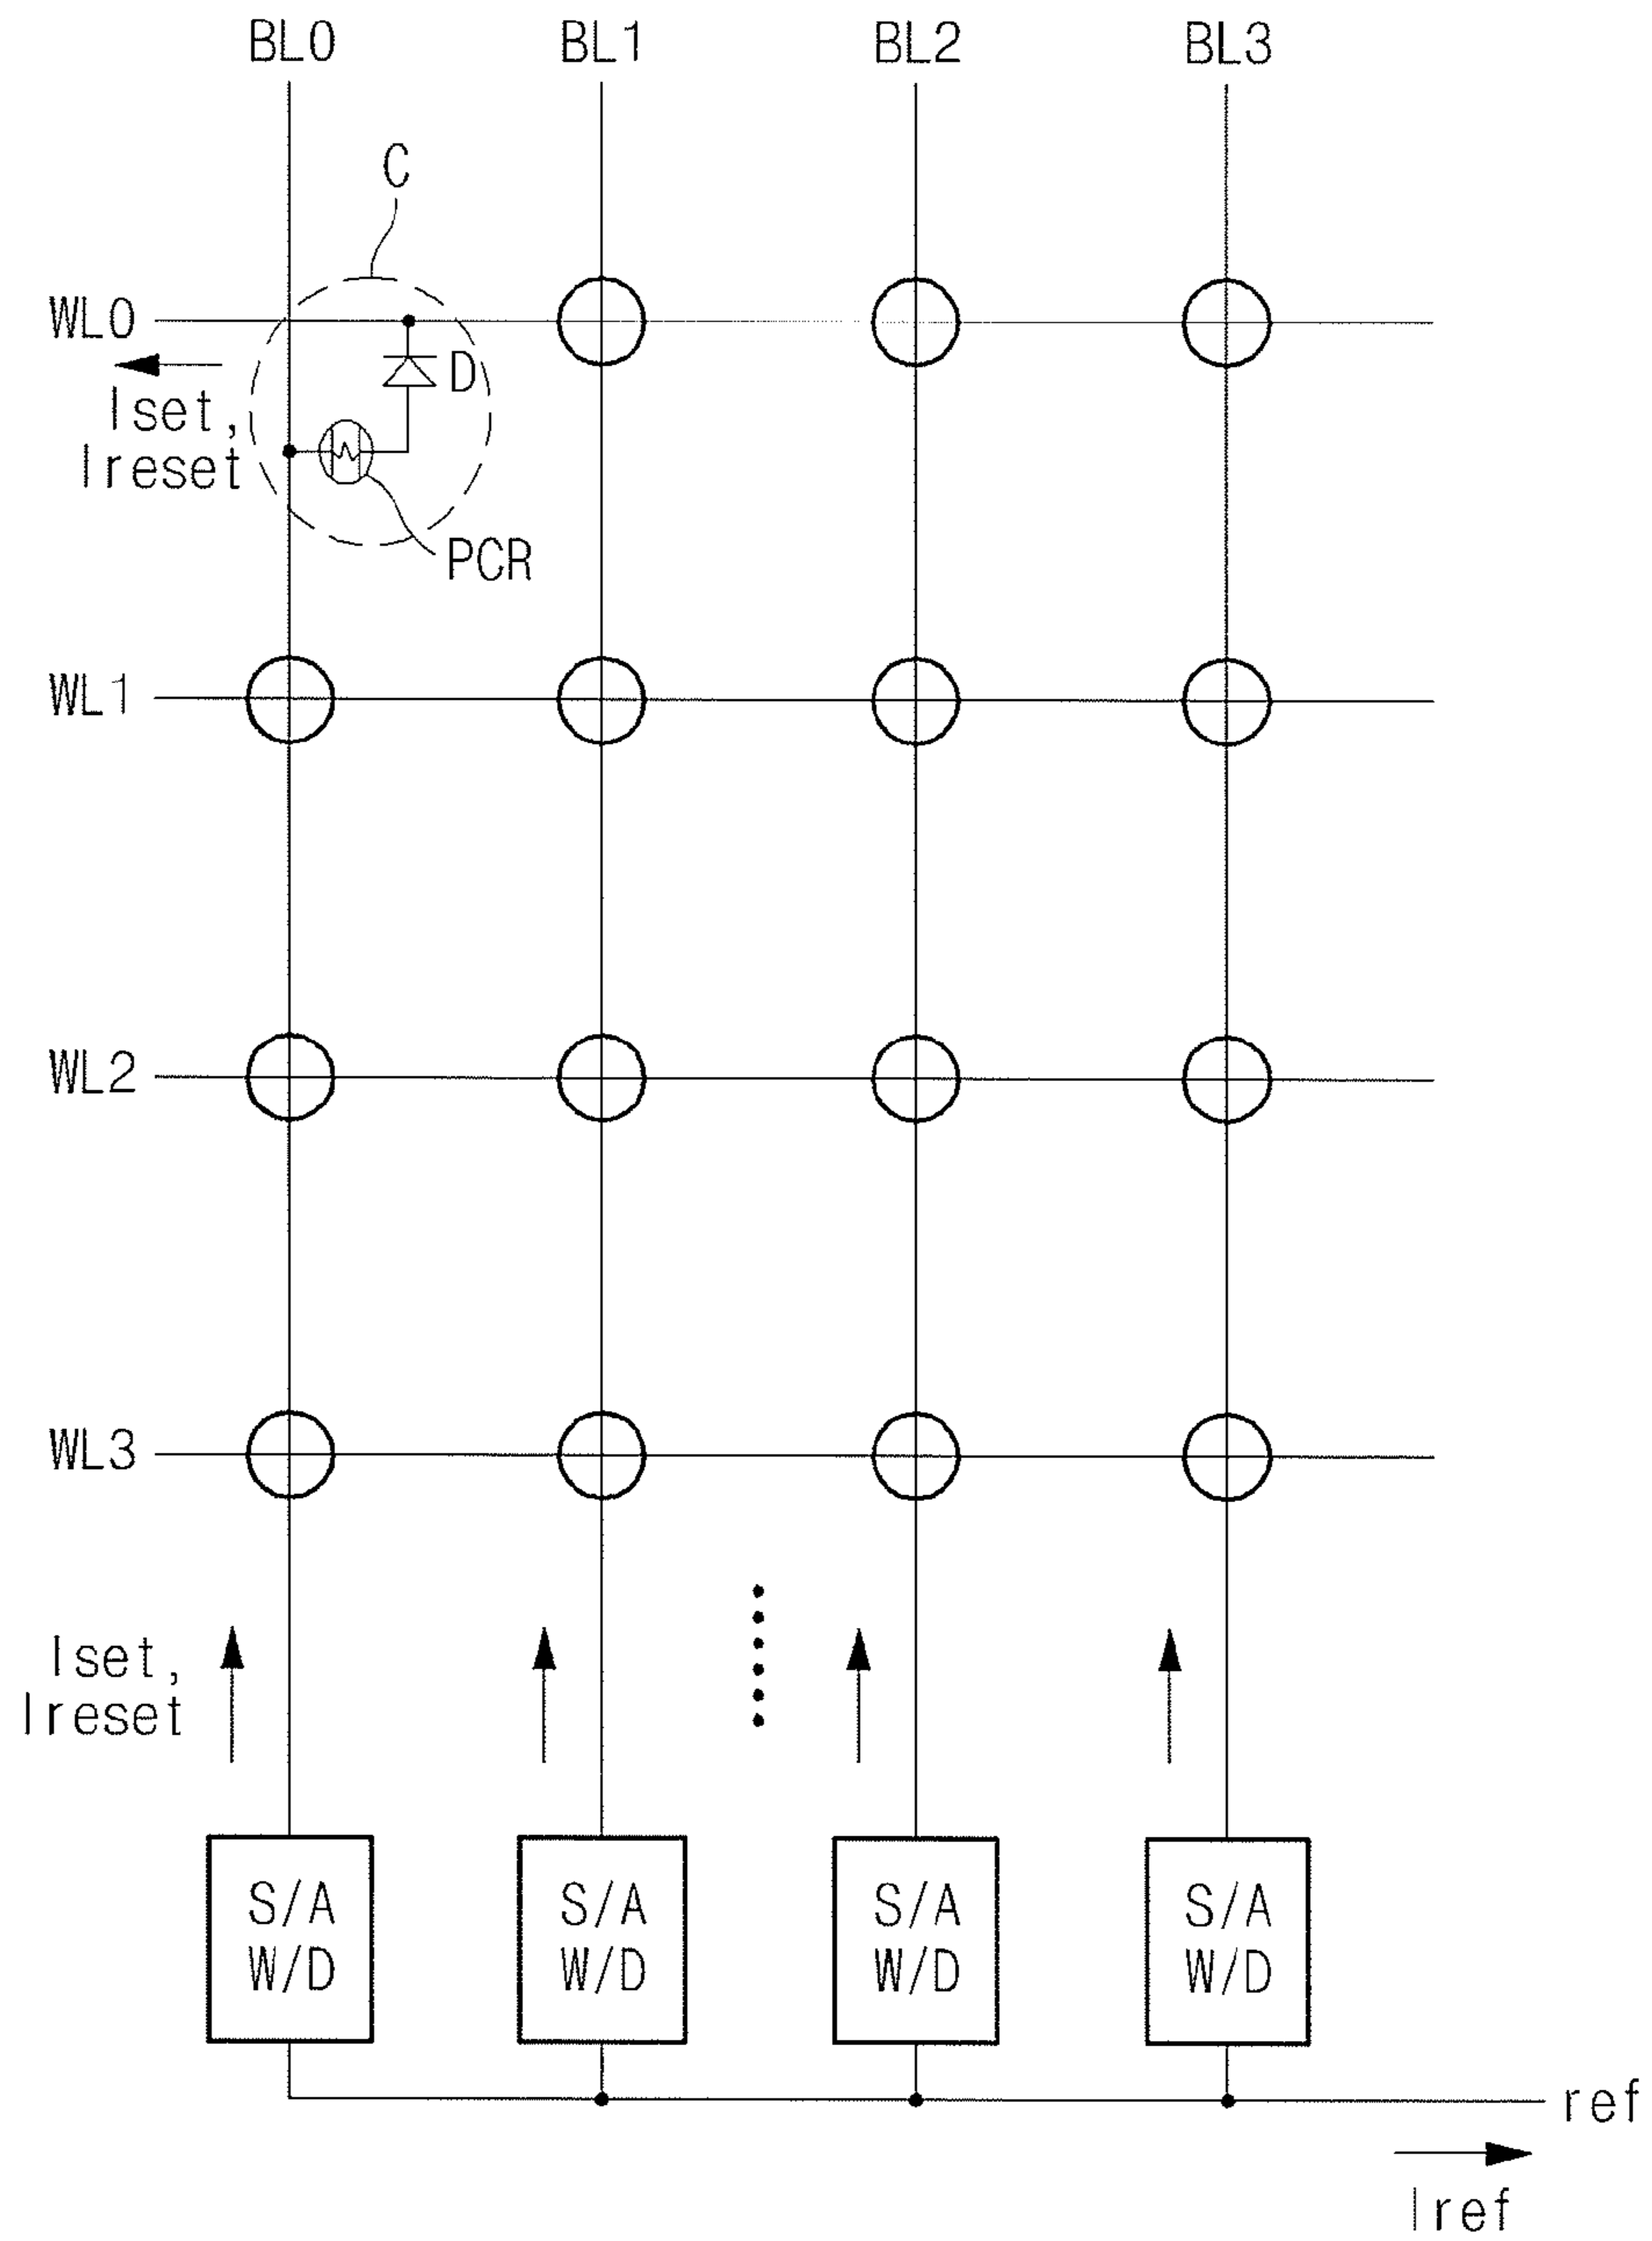 BL0 BL1 BL2 BL3
C
WL0
D
Iset,
Ireset
PCR
WL1
WL2
WL3
Iset,
Ireset
S/A S/A S/A S/A
W/D W/D W/D W/D
ref
Iref